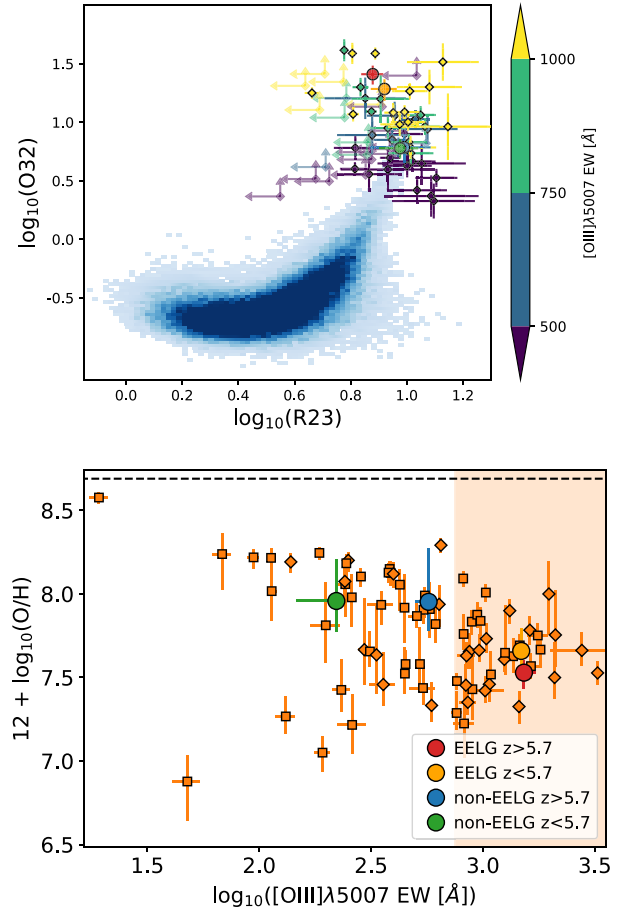 1.5
1.0
0.5
0.0
-0.5
log₁₀(O32)
0.0 0.2 0.4 0.6 0.8 1.0 1.2
log₁₀(R23)
1000
750
500
[OIII]λ5007 EW [Å]
8.5
8.0
7.5
7.0
6.5
12 + log₁₀(O/H)
EELG z>5.7
EELG z<5.7
non-EELG z>5.7
non-EELG z<5.7
1.5 2.0 2.5 3.0 3.5
log₁₀([OIII]λ5007 EW [Å])